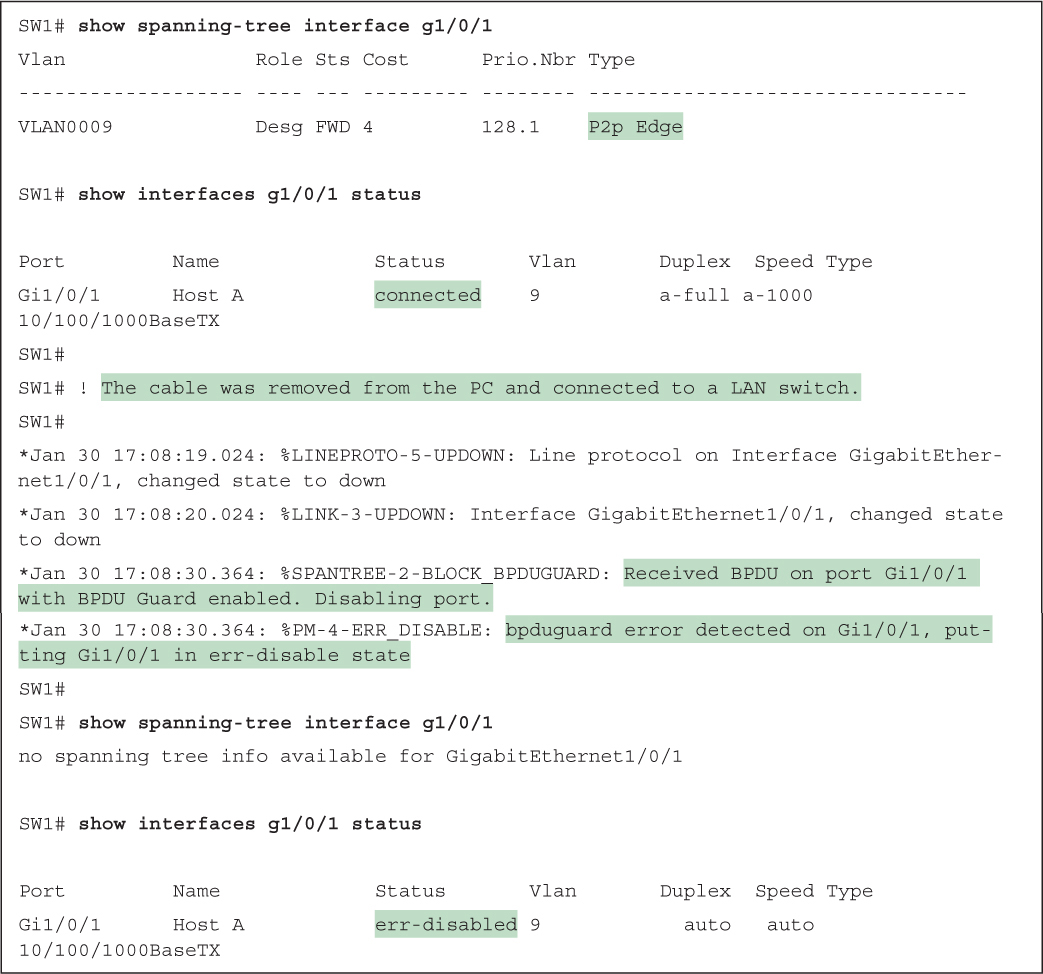 SW1# show spanning-tree interface g1/0/1
Vlan                Role Sts Cost      Prio.Nbr Type
------------------- ---- --- --------- -------- --------------------------------
VLAN0009            Desg FWD 4         128.1    P2p Edge
SW1# show interfaces g1/0/1 status
Port         Name             Status       Vlan          Duplex  Speed Type
Gi1/0/1      Host A           connected    9             a-full a-1000
10/100/1000BaseTX
SW1#
SW1# ! The cable was removed from the PC and connected to a LAN switch.
SW1#
*Jan 30 17:08:19.024: %LINEPROTO-5-UPDOWN: Line protocol on Interface GigabitEther-
net1/0/1, changed state to down
*Jan 30 17:08:20.024: %LINK-3-UPDOWN: Interface GigabitEthernet1/0/1, changed state
to down
*Jan 30 17:08:30.364: %SPANTREE-2-BLOCK_BPDUGUARD: Received BPDU on port Gi1/0/1
with BPDU Guard enabled. Disabling port.
*Jan 30 17:08:30.364: %PM-4-ERR_DISABLE: bpduguard error detected on Gi1/0/1, put-
ting Gi1/0/1 in err-disable state
SW1#
SW1# show spanning-tree interface g1/0/1
no spanning tree info available for GigabitEthernet1/0/1
SW1# show interfaces g1/0/1 status
Port         Name             Status       Vlan          Duplex  Speed Type
Gi1/0/1      Host A           err-disabled 9               auto   auto
10/100/1000BaseTX